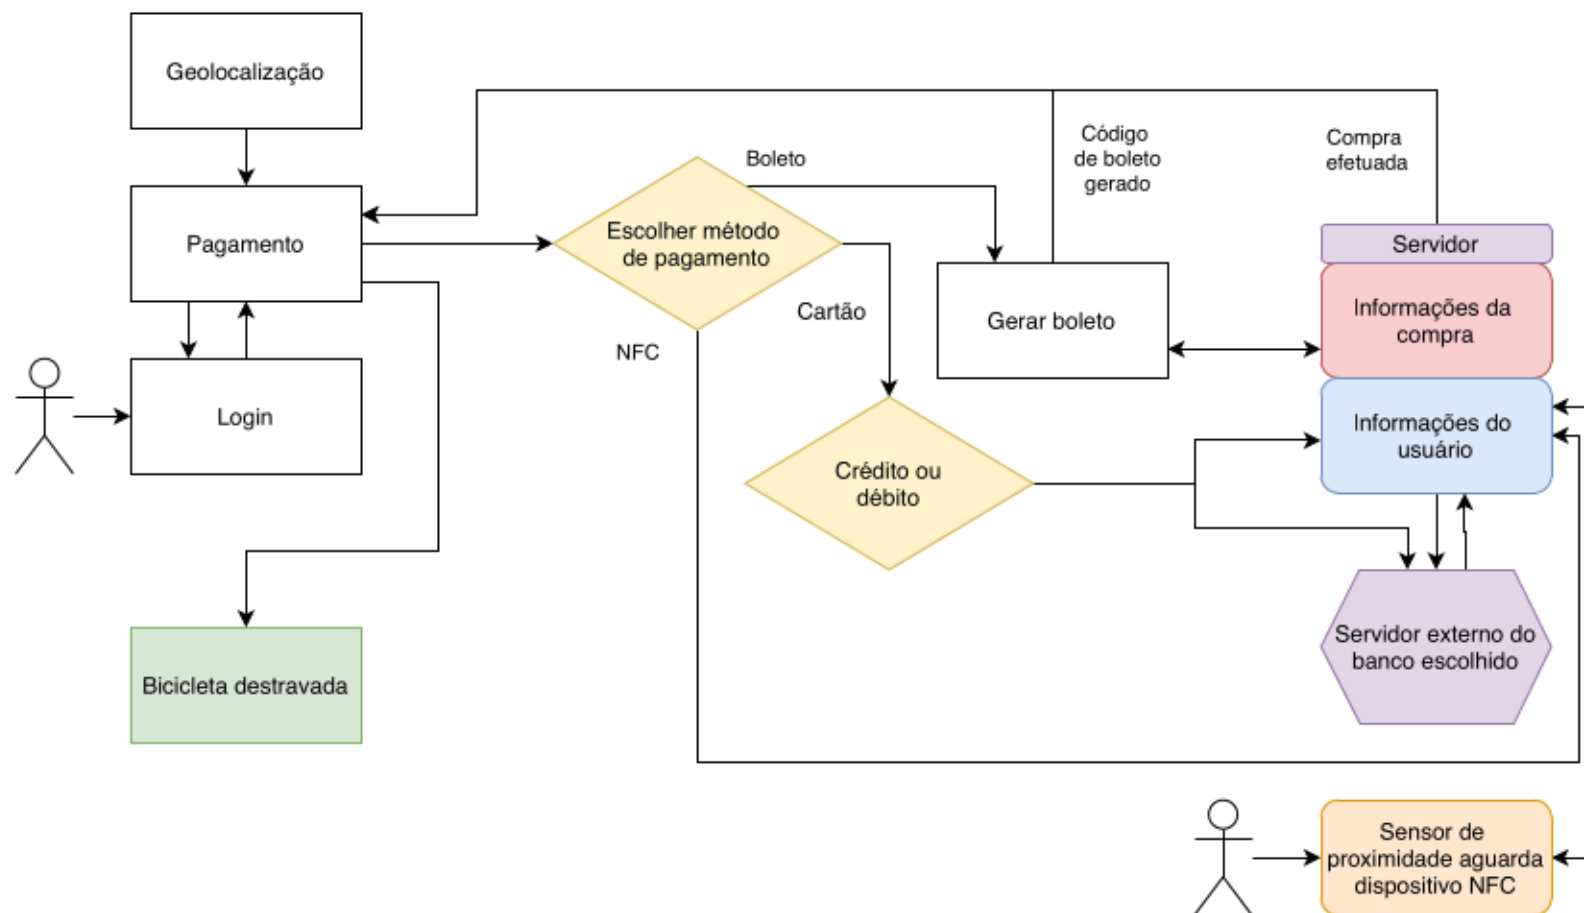 Geolocalização
Pagamento
Login
Bicicleta destravada
Escolher método
de pagamento
Boleto
Cartão
NFC
Crédito ou
débito
Gerar boleto
Código
de boleto
gerado
Compra
efetuada
Servidor
Informações da
compra
Informações do
usuário
Servidor externo do
banco escolhido
Sensor de
proximidade aguarda
dispositivo NFC